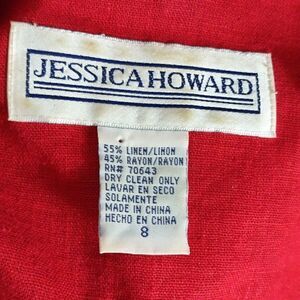 JESSICA HOWARD
55% LINEN/LINON
45% RAYON/RAYON
RN# 70643
DRY CLEAN ONLY
LAVAR EN SECO
SOLAMENTE
MADE IN CHINA
HECHO EN CHINA
8